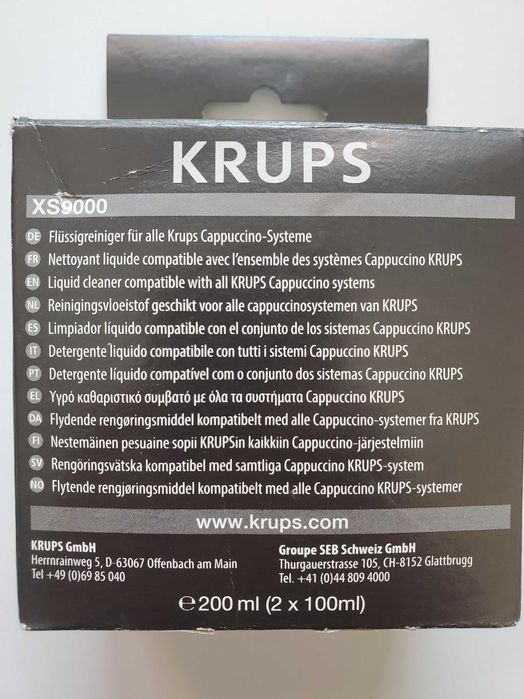 KRUPS®
XS9000
DE Flüssigreiniger für alle Krups Cappuccino-Systeme
FR Nettoyant liquide compatible avec l'ensemble des systèmes Cappuccino KRUPS
EN Liquid cleaner compatible with all KRUPS Cappuccino systems
NL Reinigingsvloeistof geschikt voor alle cappuccinosystemen van KRUPS
ES Limpiador líquido compatible con el conjunto de los sistemas Cappuccino KRUPS
IT Detergente liquido compatibile con tutti i sistemi Cappuccino KRUPS
PT Detergente líquido compatível com o conjunto dos sistemas Cappuccino KRUPS
EL Υγρό καθαριστικό συμβατό με όλα τα συστήματα Cappuccino KRUPS
DA Flydende rengøringsmiddel kompatibelt med alle Cappuccino-systemer fra KRUPS
FI Nestemäinen pesuaine sopii KRUPSin kaikkiin Cappuccino-järjestelmiin
SV Rengöringsvätska kompatibel med samtliga Cappuccino KRUPS-system
NO Flytende rengjøringsmiddel kompatibelt med alle Cappuccino KRUPS-systemer
www.krups.com
KRUPS GmbH
Herrnrainweg 5, D-63067 Offenbach am Main
Tel +49 (0)69 85 040
Groupe SEB Schweiz GmbH
Thurgauerstrasse 105, CH-8152 Glattbrugg
Tel. +41 (0)44 809 4000
℮ 200 ml (2 x 100ml)